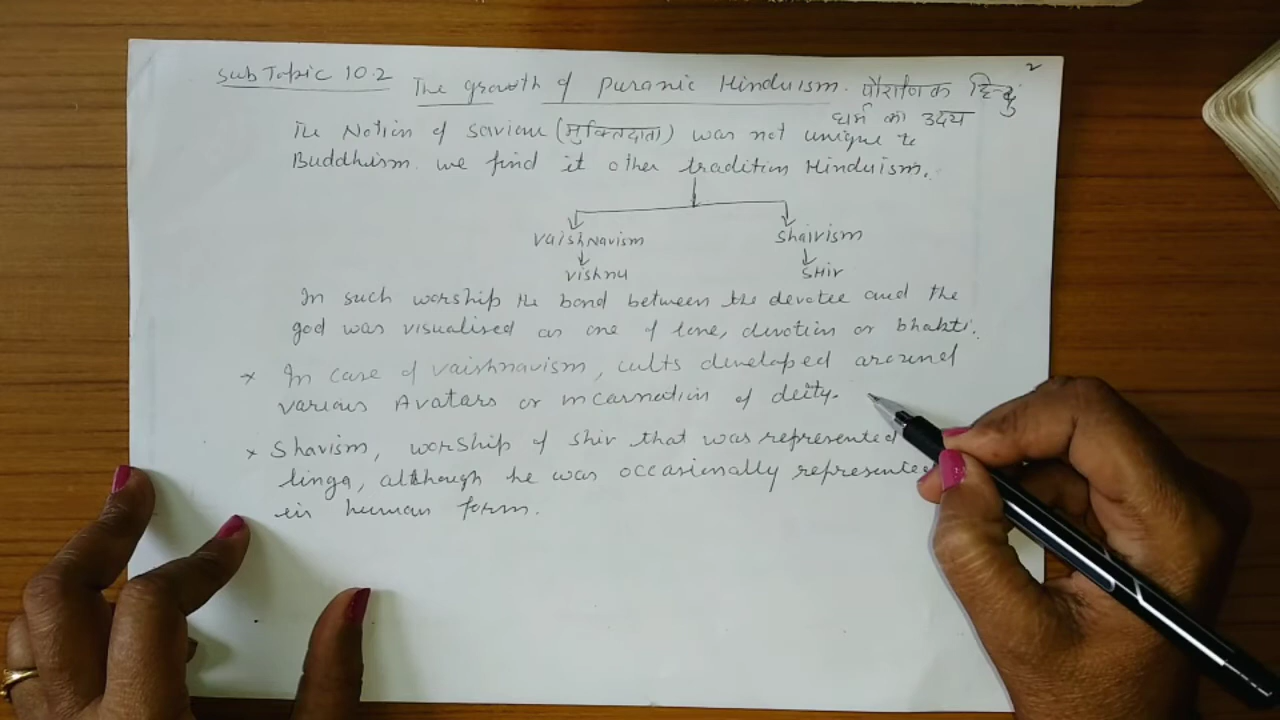 2
Sub Topic 10.2 The growth of Puranic Hinduism. पौराणिक हिन्दु
धर्म का उदय
The Notion of Saviour (मुक्तिदाता) was not unique to
Buddhism. we find it other tradition Hinduism.
Vaishnavism Shaivism
Vishnu SHIV
In such worship the bond between the devotee and the
god was visualised as one of love, devotion or bhakti.
* In case of vaishnavism, cults developed around
various Avatars or incarnation of deity.
* Shavism, worship of shiv that was represented
linga, although he was occasionally represented
in human form.